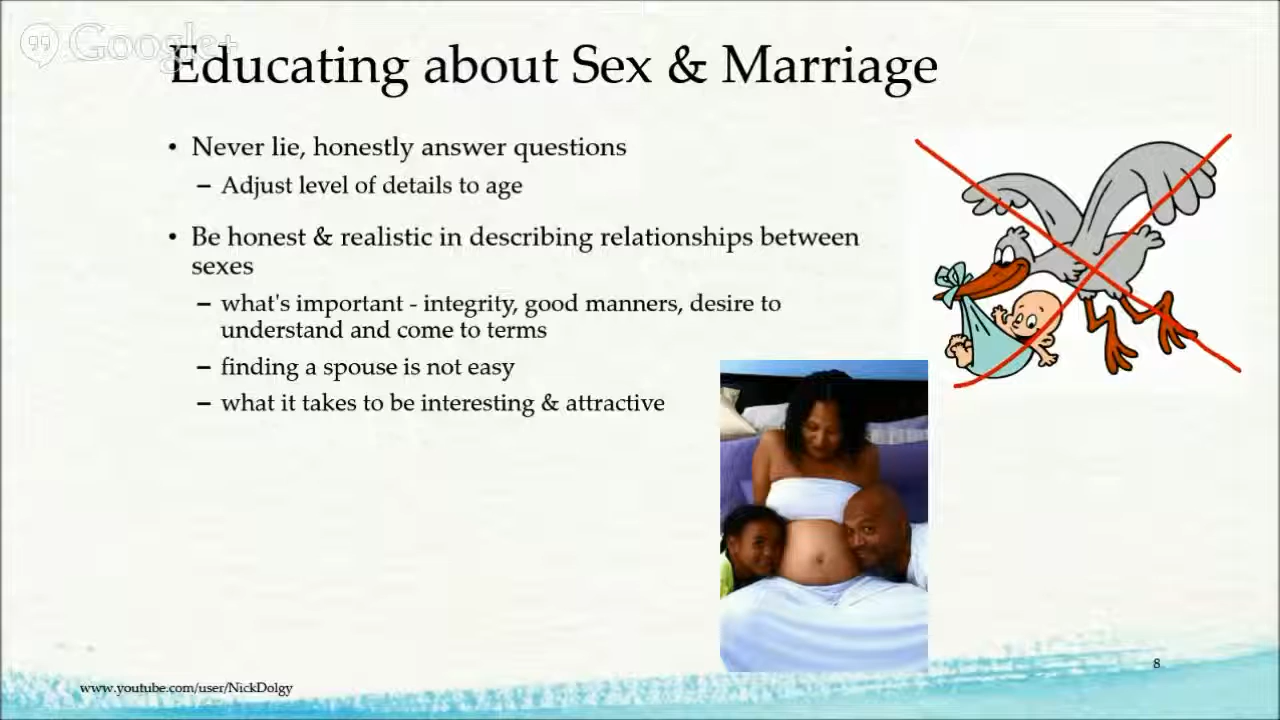 Google+
Educating about Sex & Marriage
• Never lie, honestly answer questions
– Adjust level of details to age
• Be honest & realistic in describing relationships between
sexes
– what's important - integrity, good manners, desire to
understand and come to terms
– finding a spouse is not easy
– what it takes to be interesting & attractive
8
www.youtube.com/user/NickDolgy